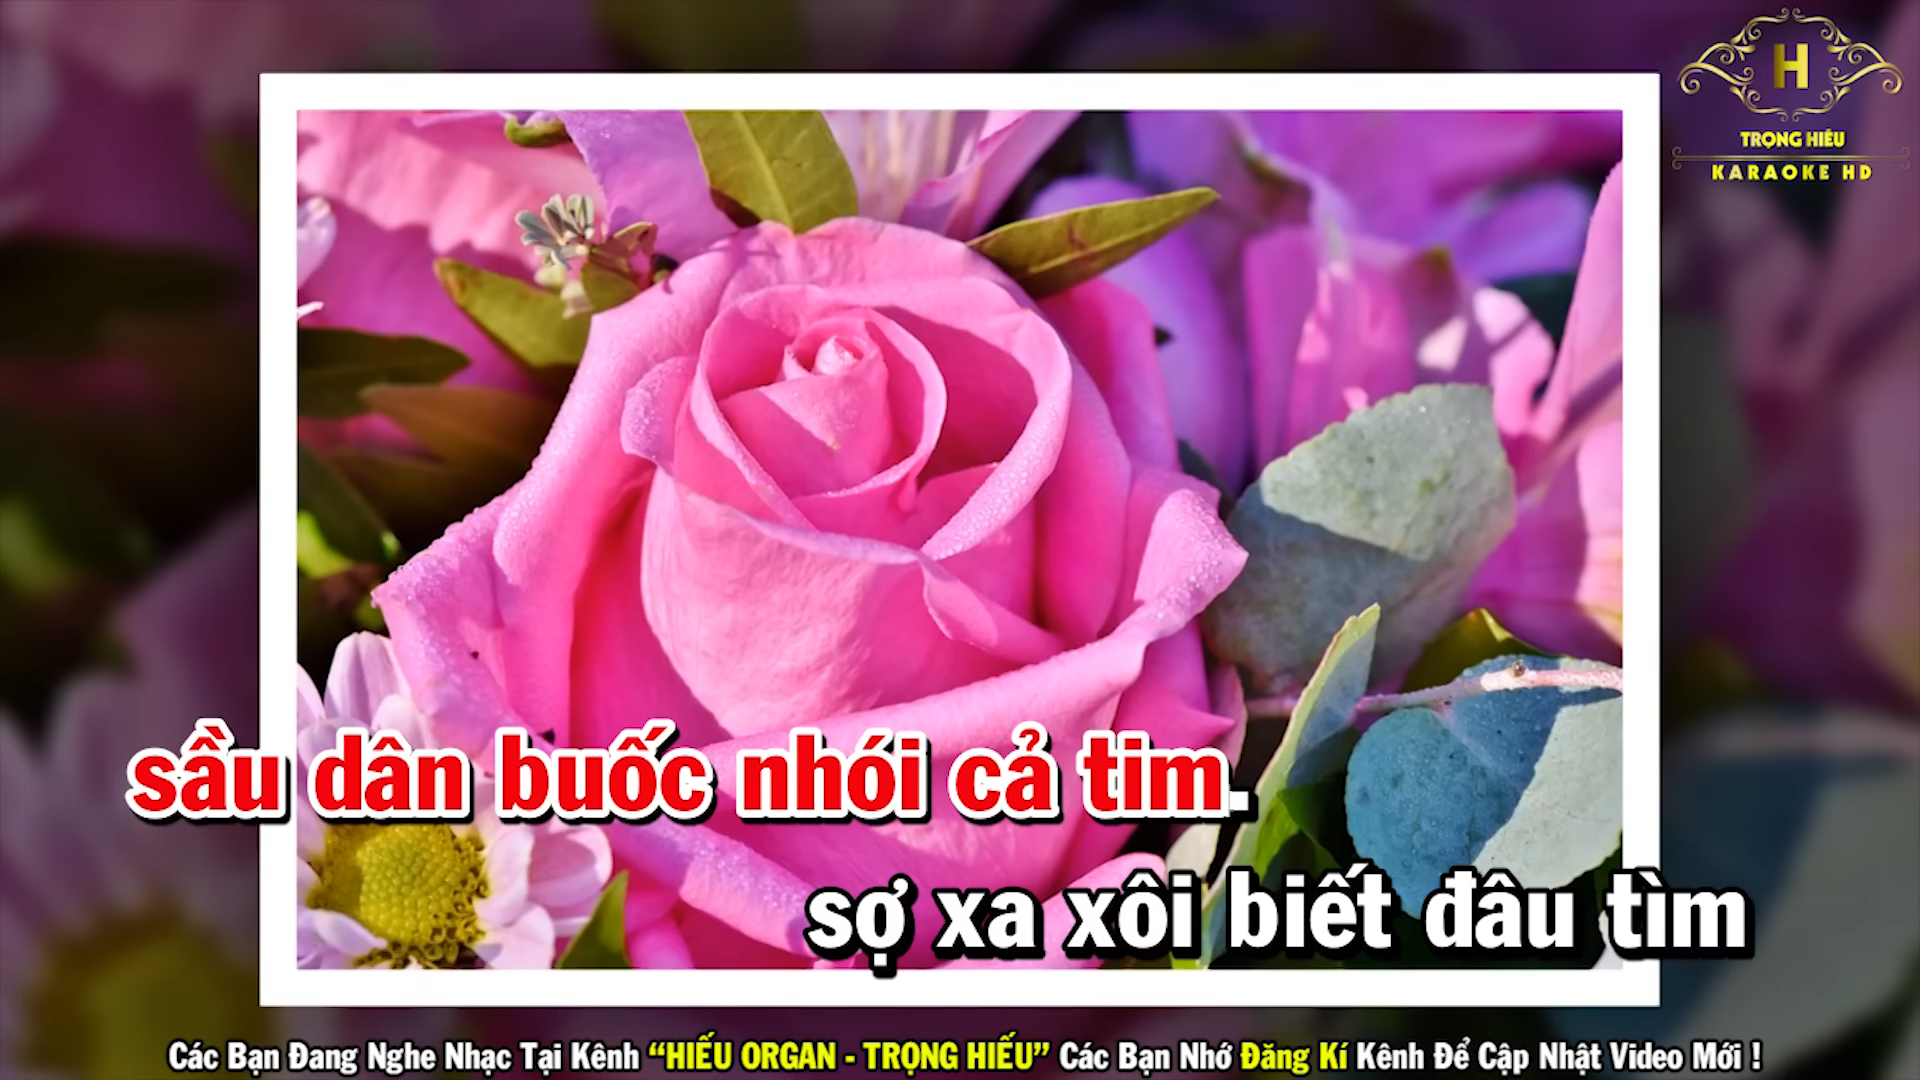 H
TRỌNG HIẾU
KARAOKE HD
sầu dân buốc nhói cả tim.
sợ xa xôi biết đâu tìm
Các Bạn Đang Nghe Nhạc Tại Kênh “HIẾU ORGAN - TRỌNG HIẾU” Các Bạn Nhớ Đăng Kí Kênh Để Cập Nhật Video Mới !